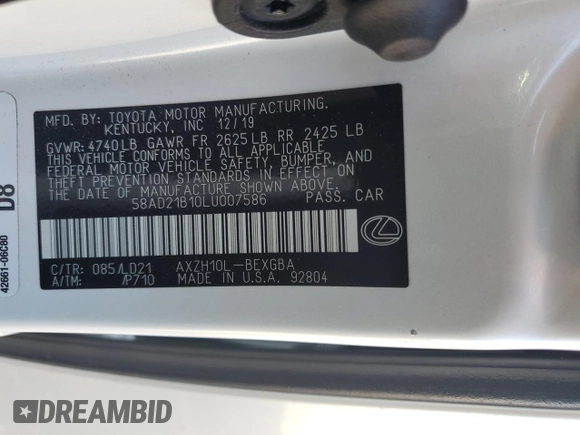 MFD. BY: TOYOTA MOTOR MANUFACTURING.
KENTUCKY, INC 12/19
GVWR: 4740LB GAWR FR 2625LB RR 2425 LB
THIS VEHICLE CONFORMS TO ALL APPLICABLE
FEDERAL MOTOR VEHICLE SAFETY, BUMPER, AND
THEFT PREVENTION STANDARDS IN EFFECT ON
THE DATE OF MANUFACTURE SHOWN ABOVE.
58AD21B10LU007586 PASS. CAR
C/TR: 085/LD21 AXZH10L-BEXGBA
A/TM: /P710 MADE IN U.S.A. 92804
42661-06C80 D8
DREAMBID